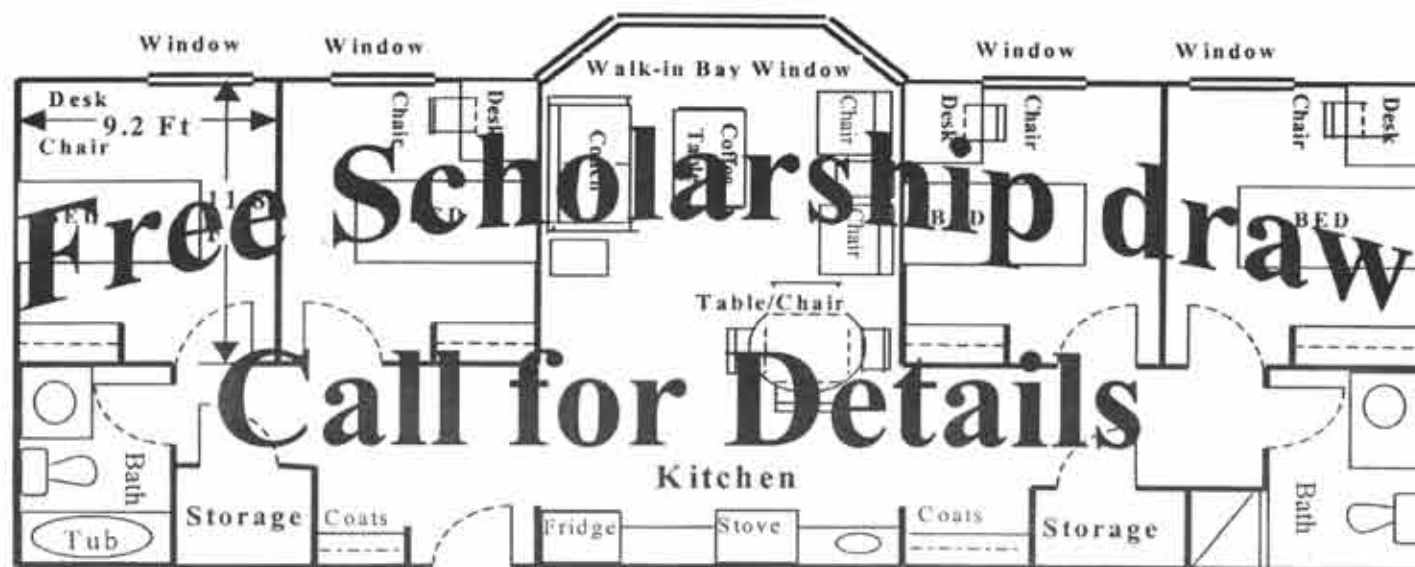 Window Window Window Window
Walk-in Bay Window
Desk
9.2 Ft
Chair
Chair
Desk
Couch
Coffee
Table
Chair
Chair
Desk
Chair
Chair
Desk
BED
BED
BED
BED
Free Scholarship draw
Table/Chair
Call for Details
Kitchen
Bath
Tub
Storage
Coats
Fridge
Stove
Coats
Storage
Bath